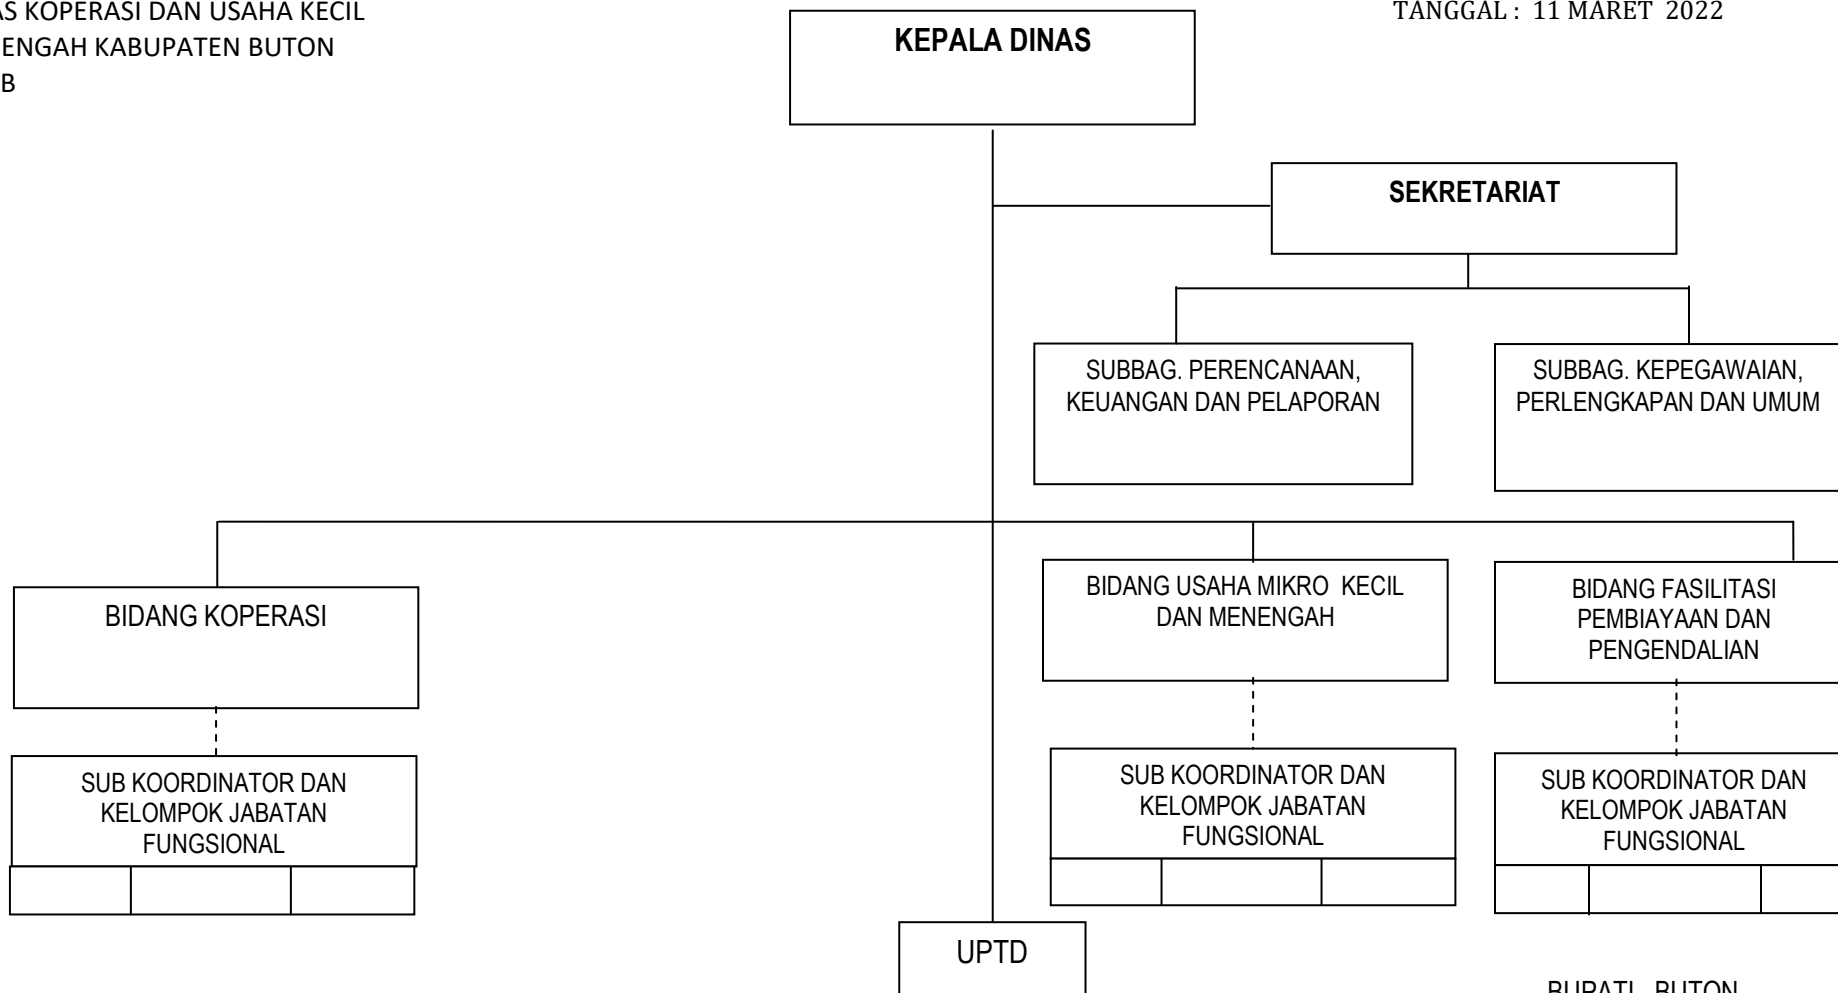 KOPERASI DAN USAHA KECIL
KABUPATEN BUTON
TANGGAL : 11 MARET 2022
KEPALA DINAS
SEKRETARIAT
SUBBAG. PERENCANAAN,
KEUANGAN DAN PELAPORAN
SUBBAG. KEPEGAWAIAN,
PERLENGKAPAN DAN UMUM
BIDANG KOPERASI
BIDANG USAHA MIKRO KECIL
DAN MENENGAH
BIDANG FASILITASI
PEMBIAYAAN DAN
PENGENDALIAN
SUB KOORDINATOR DAN
KELOMPOK JABATAN
FUNGSIONAL
SUB KOORDINATOR DAN
KELOMPOK JABATAN
FUNGSIONAL
SUB KOORDINATOR DAN
KELOMPOK JABATAN
FUNGSIONAL
UPTD
BUPATI BUTON